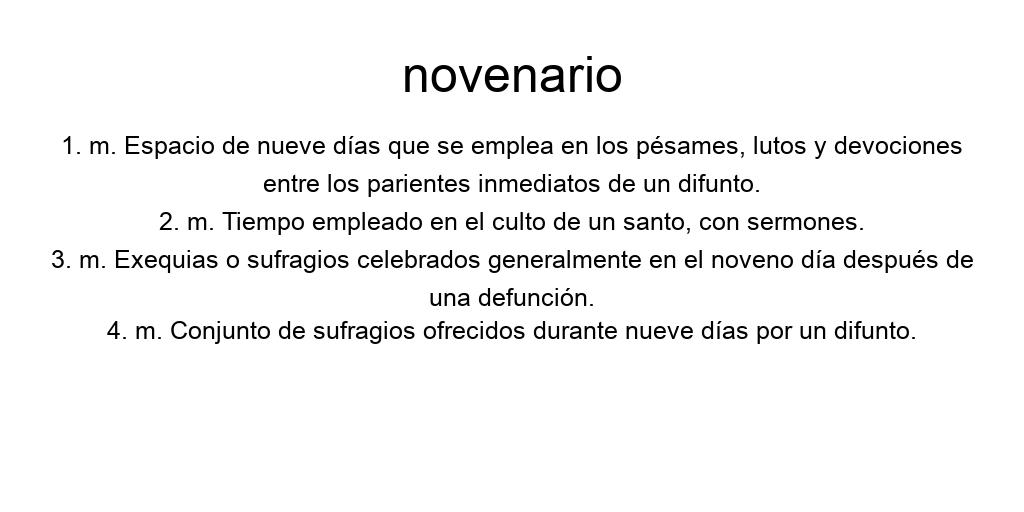 novenario
1. m. Espacio de nueve días que se emplea en los pésames, lutos y devociones
entre los parientes inmediatos de un difunto.
2. m. Tiempo empleado en el culto de un santo, con sermones.
3. m. Exequias o sufragios celebrados generalmente en el noveno día después de
una defunción.
4. m. Conjunto de sufragios ofrecidos durante nueve días por un difunto.